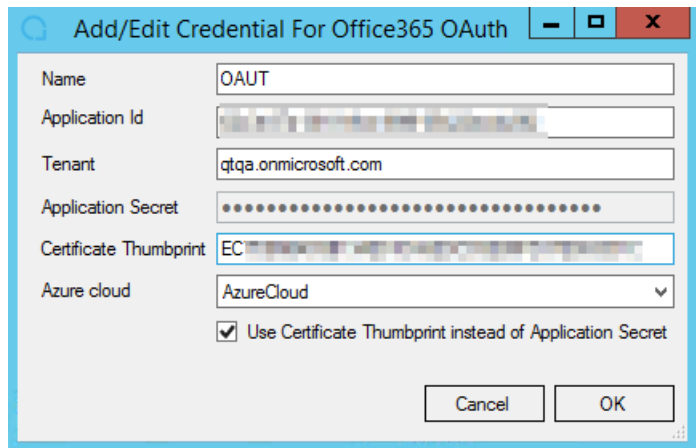 Add/Edit Credential For Office365 OAuth
Name OAUT
Application Id
Tenant qtqa.onmicrosoft.com
Application Secret
Certificate Thumbprint EC
Azure cloud AzureCloud
Use Certificate Thumbprint instead of Application Secret
Cancel OK